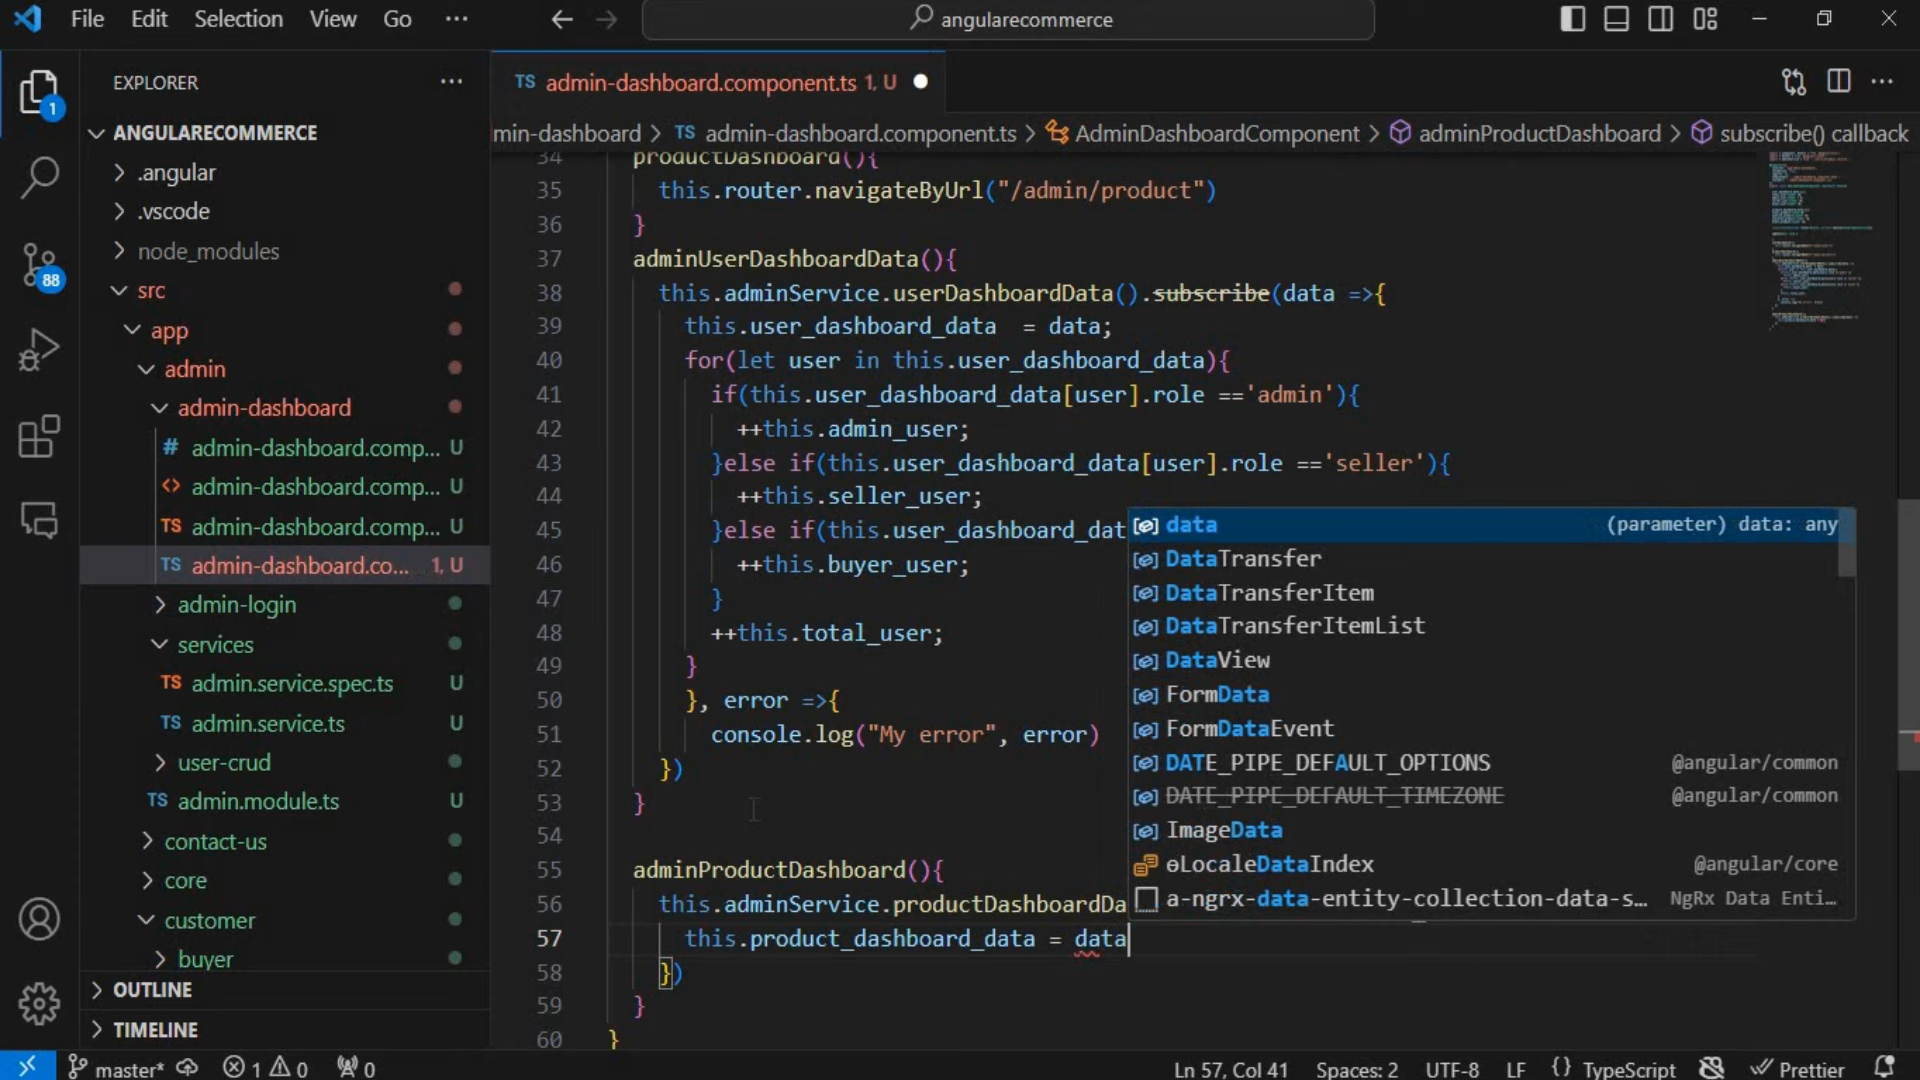 File Edit Selection View Go ··· angularecommerce
EXPLORER ···
ANGULARECOMMERCE
.angular
.vscode
node_modules
src
app
admin
admin-dashboard
admin-dashboard.comp... U
admin-dashboard.comp... U
admin-dashboard.comp... U
admin-dashboard.co... 1, U
admin-login
services
admin.service.spec.ts U
admin.service.ts U
user-crud
admin.module.ts U
contact-us
core
customer
buyer
OUTLINE
TIMELINE
1
88
TS admin-dashboard.component.ts 1, U
min-dashboard > TS admin-dashboard.component.ts > AdminDashboardComponent > adminProductDashboard > subscribe() callback
34 productDashboard(){
35 this.router.navigateByUrl("/admin/product")
36 }
37 adminUserDashboardData(){
38 this.adminService.userDashboardData().subscribe(data =>{
39 this.user_dashboard_data  = data;
40 for(let user in this.user_dashboard_data){
41 if(this.user_dashboard_data[user].role =='admin'){
42 ++this.admin_user;
43 }else if(this.user_dashboard_data[user].role =='seller'){
44 ++this.seller_user;
45 }else if(this.user_dashboard_dat
46 ++this.buyer_user;
47 }
48 ++this.total_user;
49 }
50 }, error =>{
51 console.log("My error", error)
52 })
53 }
54
55 adminProductDashboard(){
56 this.adminService.productDashboardDa
57 this.product_dashboard_data = data
58 })
59 }
60 }
data (parameter) data: any
DataTransfer
DataTransferItem
DataTransferItemList
DataView
FormData
FormDataEvent
DATE_PIPE_DEFAULT_OPTIONS @angular/common
DATE_PIPE_DEFAULT_TIMEZONE @angular/common
ImageData
ɵLocaleDataIndex @angular/core
a-ngrx-data-entity-collection-data-s... NgRx Data Enti...
master* 1 0 0 Ln 57, Col 41 Spaces: 2 UTF-8 LF {} TypeScript Prettier